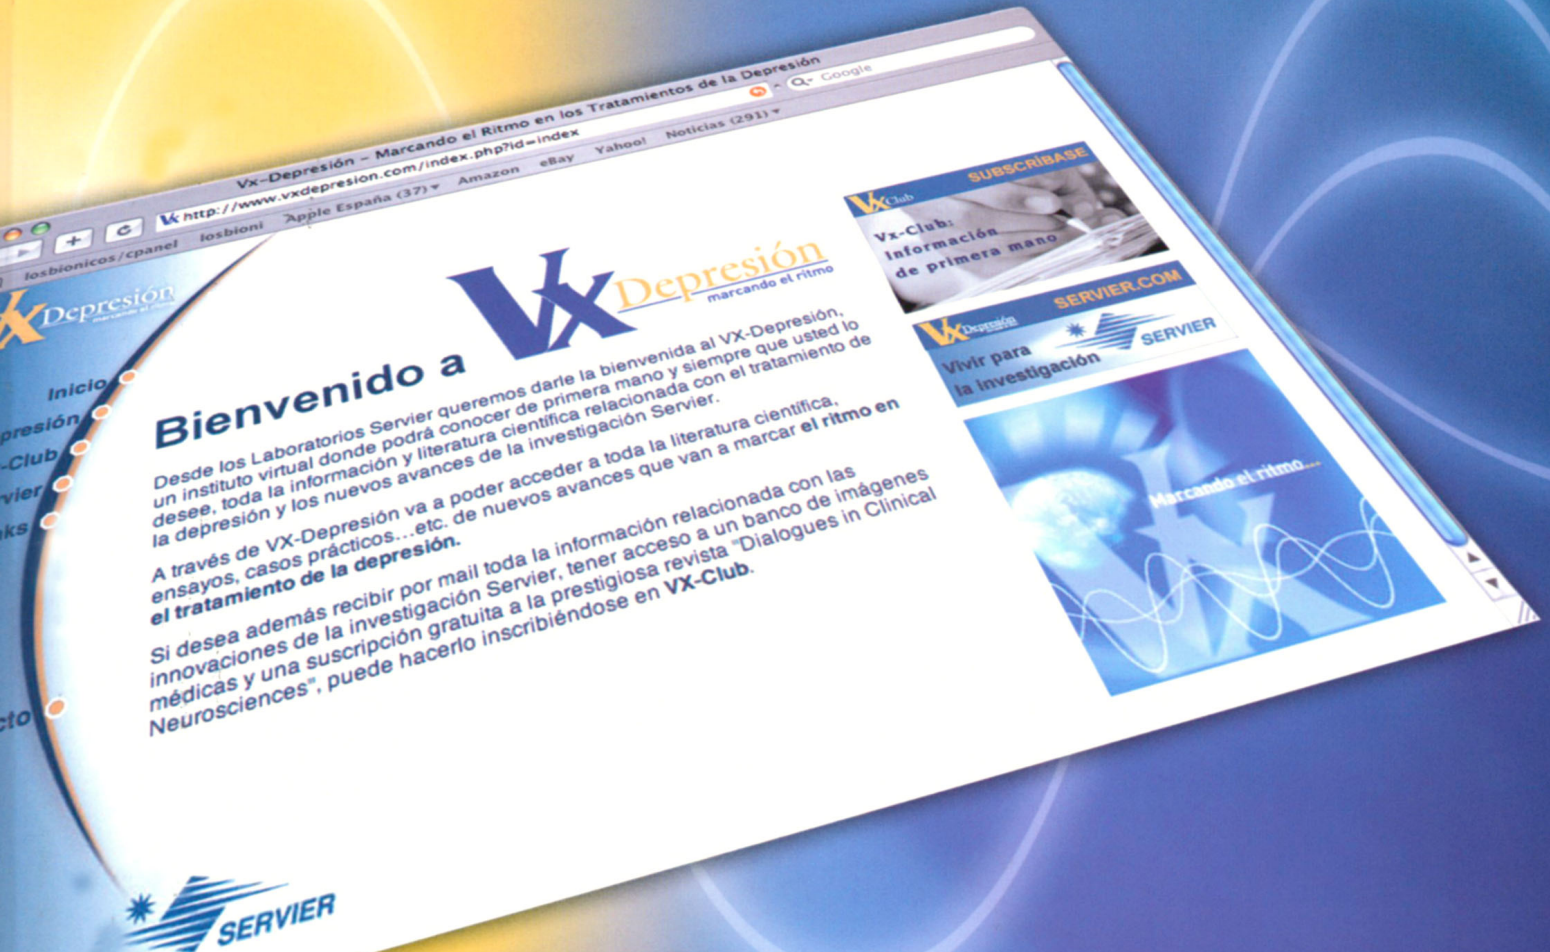 Vx-Depresión – Marcando el Ritmo en los Tratamientos de la Depresión
http://www.vxdepresion.com/index.php?id=index
Google
losbionicos/cpanel losbioni Apple España (37) Amazon eBay Yahoo! Noticias (291)
Vx Depresión
marcando el ritmo
Inicio
presión
-Club
rvier
ks
cto
Vx Depresión
marcando el ritmo
Bienvenido a
Desde los Laboratorios Servier queremos darle la bienvenida al VX-Depresión,
un instituto virtual donde podrá conocer de primera mano y siempre que usted lo
desee, toda la información y literatura científica relacionada con el tratamiento de
la depresión y los nuevos avances de la investigación Servier.
A través de VX-Depresión va a poder acceder a toda la literatura científica,
ensayos, casos prácticos...etc. de nuevos avances que van a marcar el ritmo en
el tratamiento de la depresión.
Si desea además recibir por mail toda la información relacionada con las
innovaciones de la investigación Servier, tener acceso a un banco de imágenes
médicas y una suscripción gratuita a la prestigiosa revista "Dialogues in Clinical
Neurosciences", puede hacerlo inscribiéndose en VX-Club.
Vx Club SUBSCRÍBASE
Vx-Club:
Información
de primera mano
Vx Depresión SERVIER.COM
Vivir para
la investigación
SERVIER
Marcando el ritmo...
SERVIER